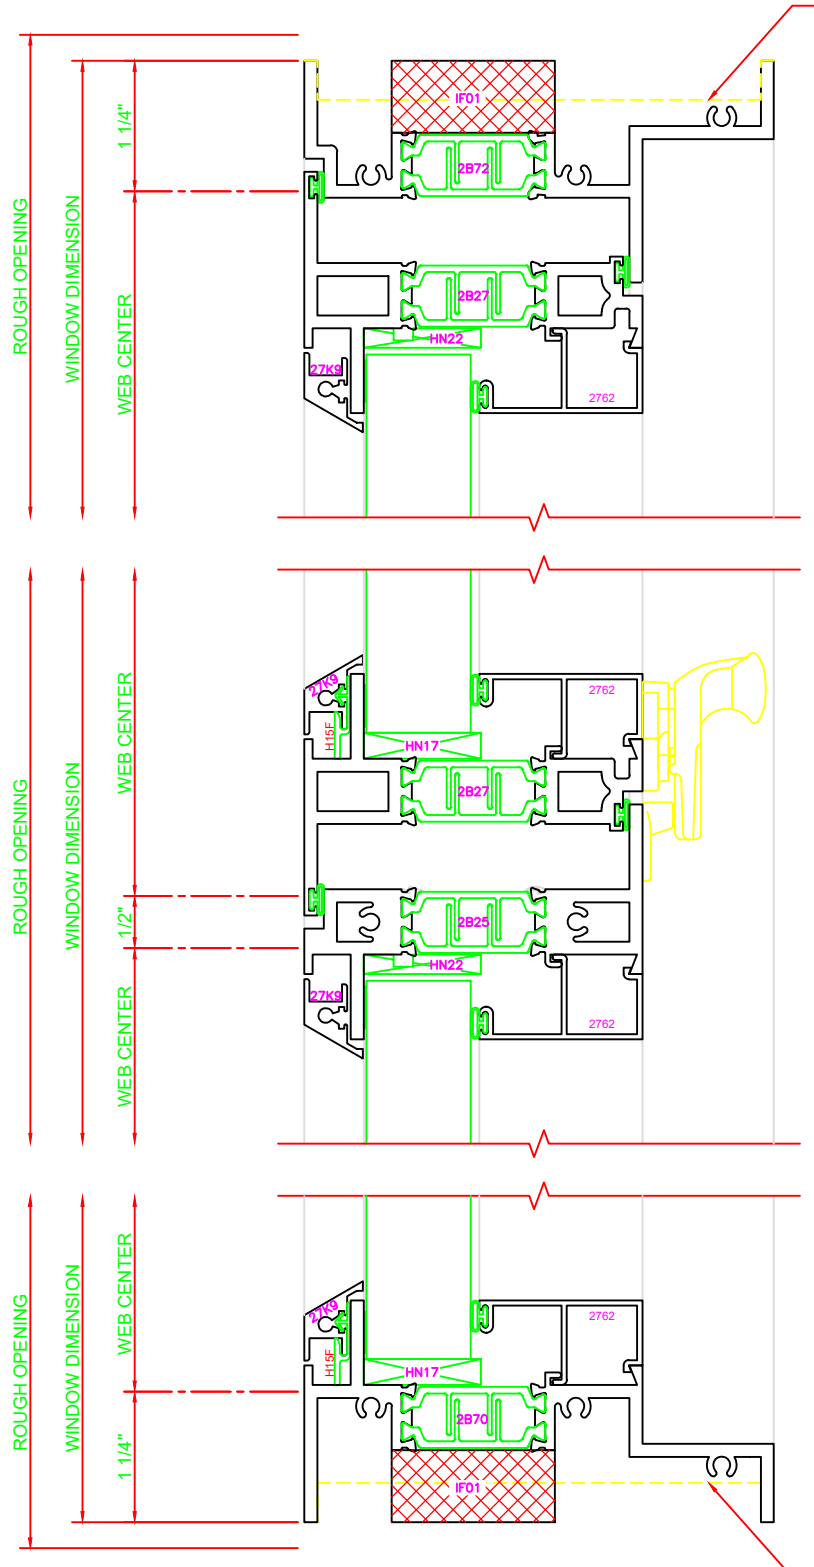 ROUGH OPENING
WINDOW DIMENSION
1 1/4"
WEB CENTER
IF01
2B72
2B27
HN22
27K9
2762
ROUGH OPENING
WINDOW DIMENSION
WEB CENTER
1/2"
WEB CENTER
27K9
H15F
2762
HN17
2B27
2B25
HN22
27K9
2762
ROUGH OPENING
WINDOW DIMENSION
WEB CENTER
1 1/4"
27K9
H15F
2762
HN17
2B70
IF01